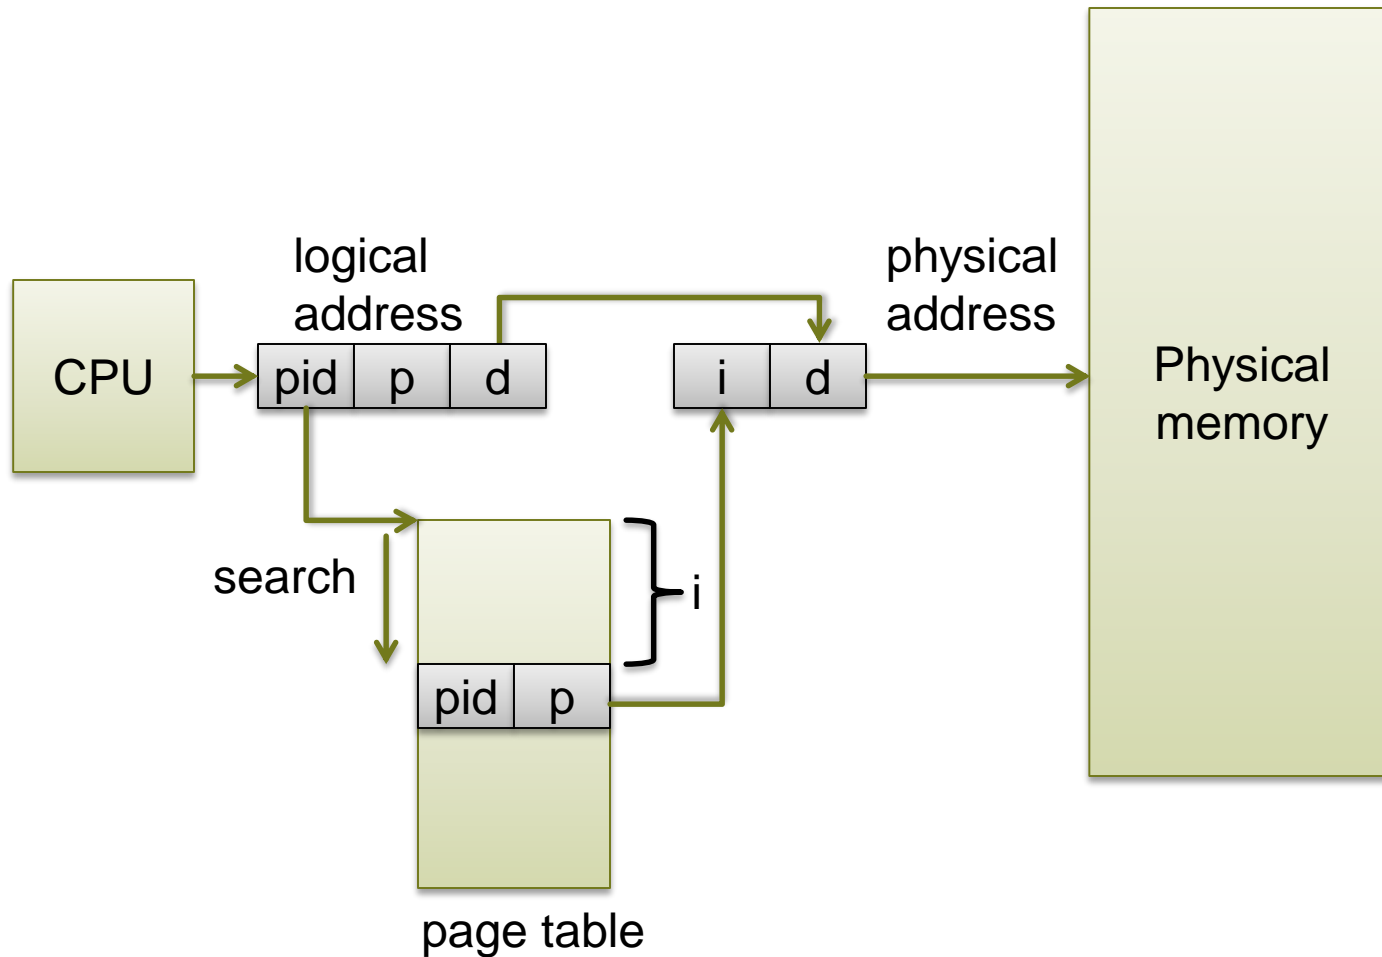 logical
address
physical
address
CPU
pid p d
i d
Physical
memory
search
i
pid p
page table